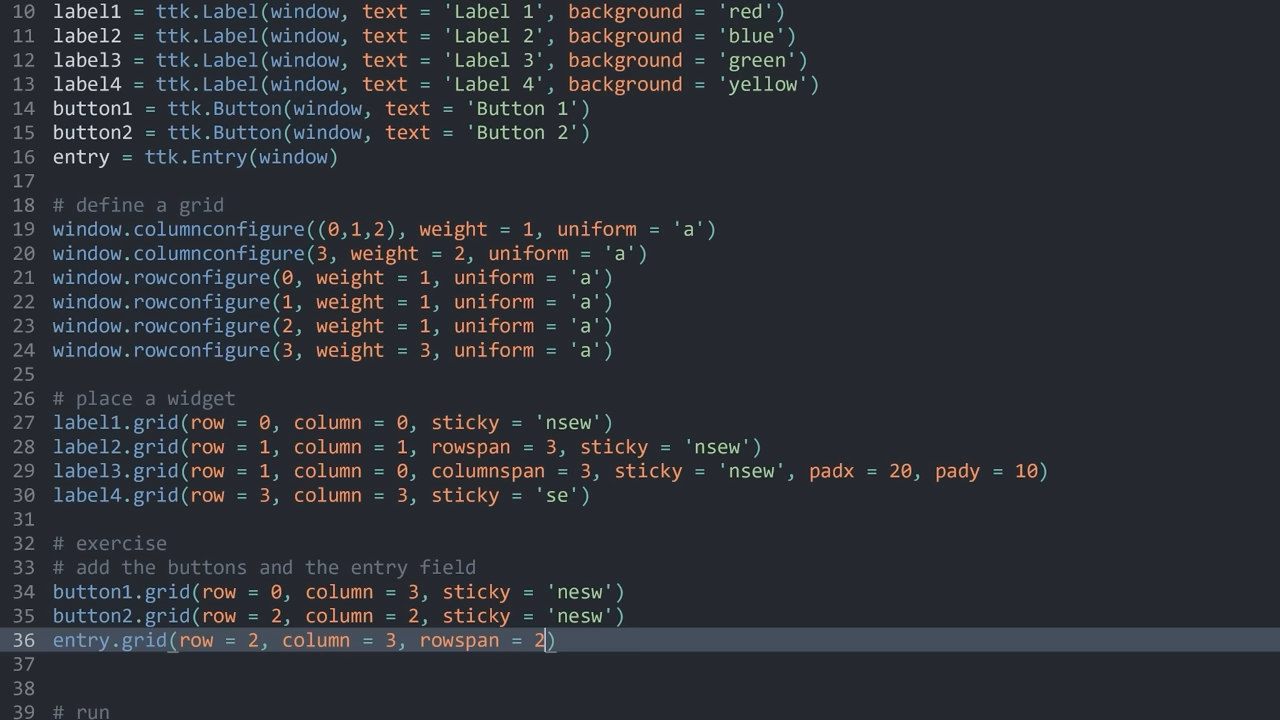 10 label1 = ttk.Label(window, text = 'Label 1', background = 'red')
11 label2 = ttk.Label(window, text = 'Label 2', background = 'blue')
12 label3 = ttk.Label(window, text = 'Label 3', background = 'green')
13 label4 = ttk.Label(window, text = 'Label 4', background = 'yellow')
14 button1 = ttk.Button(window, text = 'Button 1')
15 button2 = ttk.Button(window, text = 'Button 2')
16 entry = ttk.Entry(window)
17
18 # define a grid
19 window.columnconfigure((0,1,2), weight = 1, uniform = 'a')
20 window.columnconfigure(3, weight = 2, uniform = 'a')
21 window.rowconfigure(0, weight = 1, uniform = 'a')
22 window.rowconfigure(1, weight = 1, uniform = 'a')
23 window.rowconfigure(2, weight = 1, uniform = 'a')
24 window.rowconfigure(3, weight = 3, uniform = 'a')
25
26 # place a widget
27 label1.grid(row = 0, column = 0, sticky = 'nsew')
28 label2.grid(row = 1, column = 1, rowspan = 3, sticky = 'nsew')
29 label3.grid(row = 1, column = 0, columnspan = 3, sticky = 'nsew', padx = 20, pady = 10)
30 label4.grid(row = 3, column = 3, sticky = 'se')
31
32 # exercise
33 # add the buttons and the entry field
34 button1.grid(row = 0, column = 3, sticky = 'nesw')
35 button2.grid(row = 2, column = 2, sticky = 'nesw')
36 entry.grid(row = 2, column = 3, rowspan = 2)
37
38
39 # run